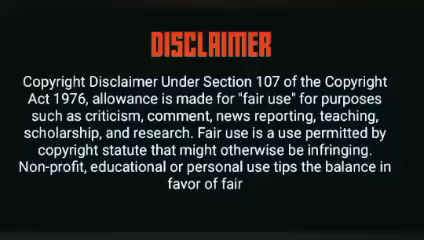 DISCLAIMER
Copyright Disclaimer Under Section 107 of the Copyright
Act 1976, allowance is made for "fair use" for purposes
such as criticism, comment, news reporting, teaching,
scholarship, and research. Fair use is a use permitted by
copyright statute that might otherwise be infringing.
Non-profit, educational or personal use tips the balance in
favor of fair